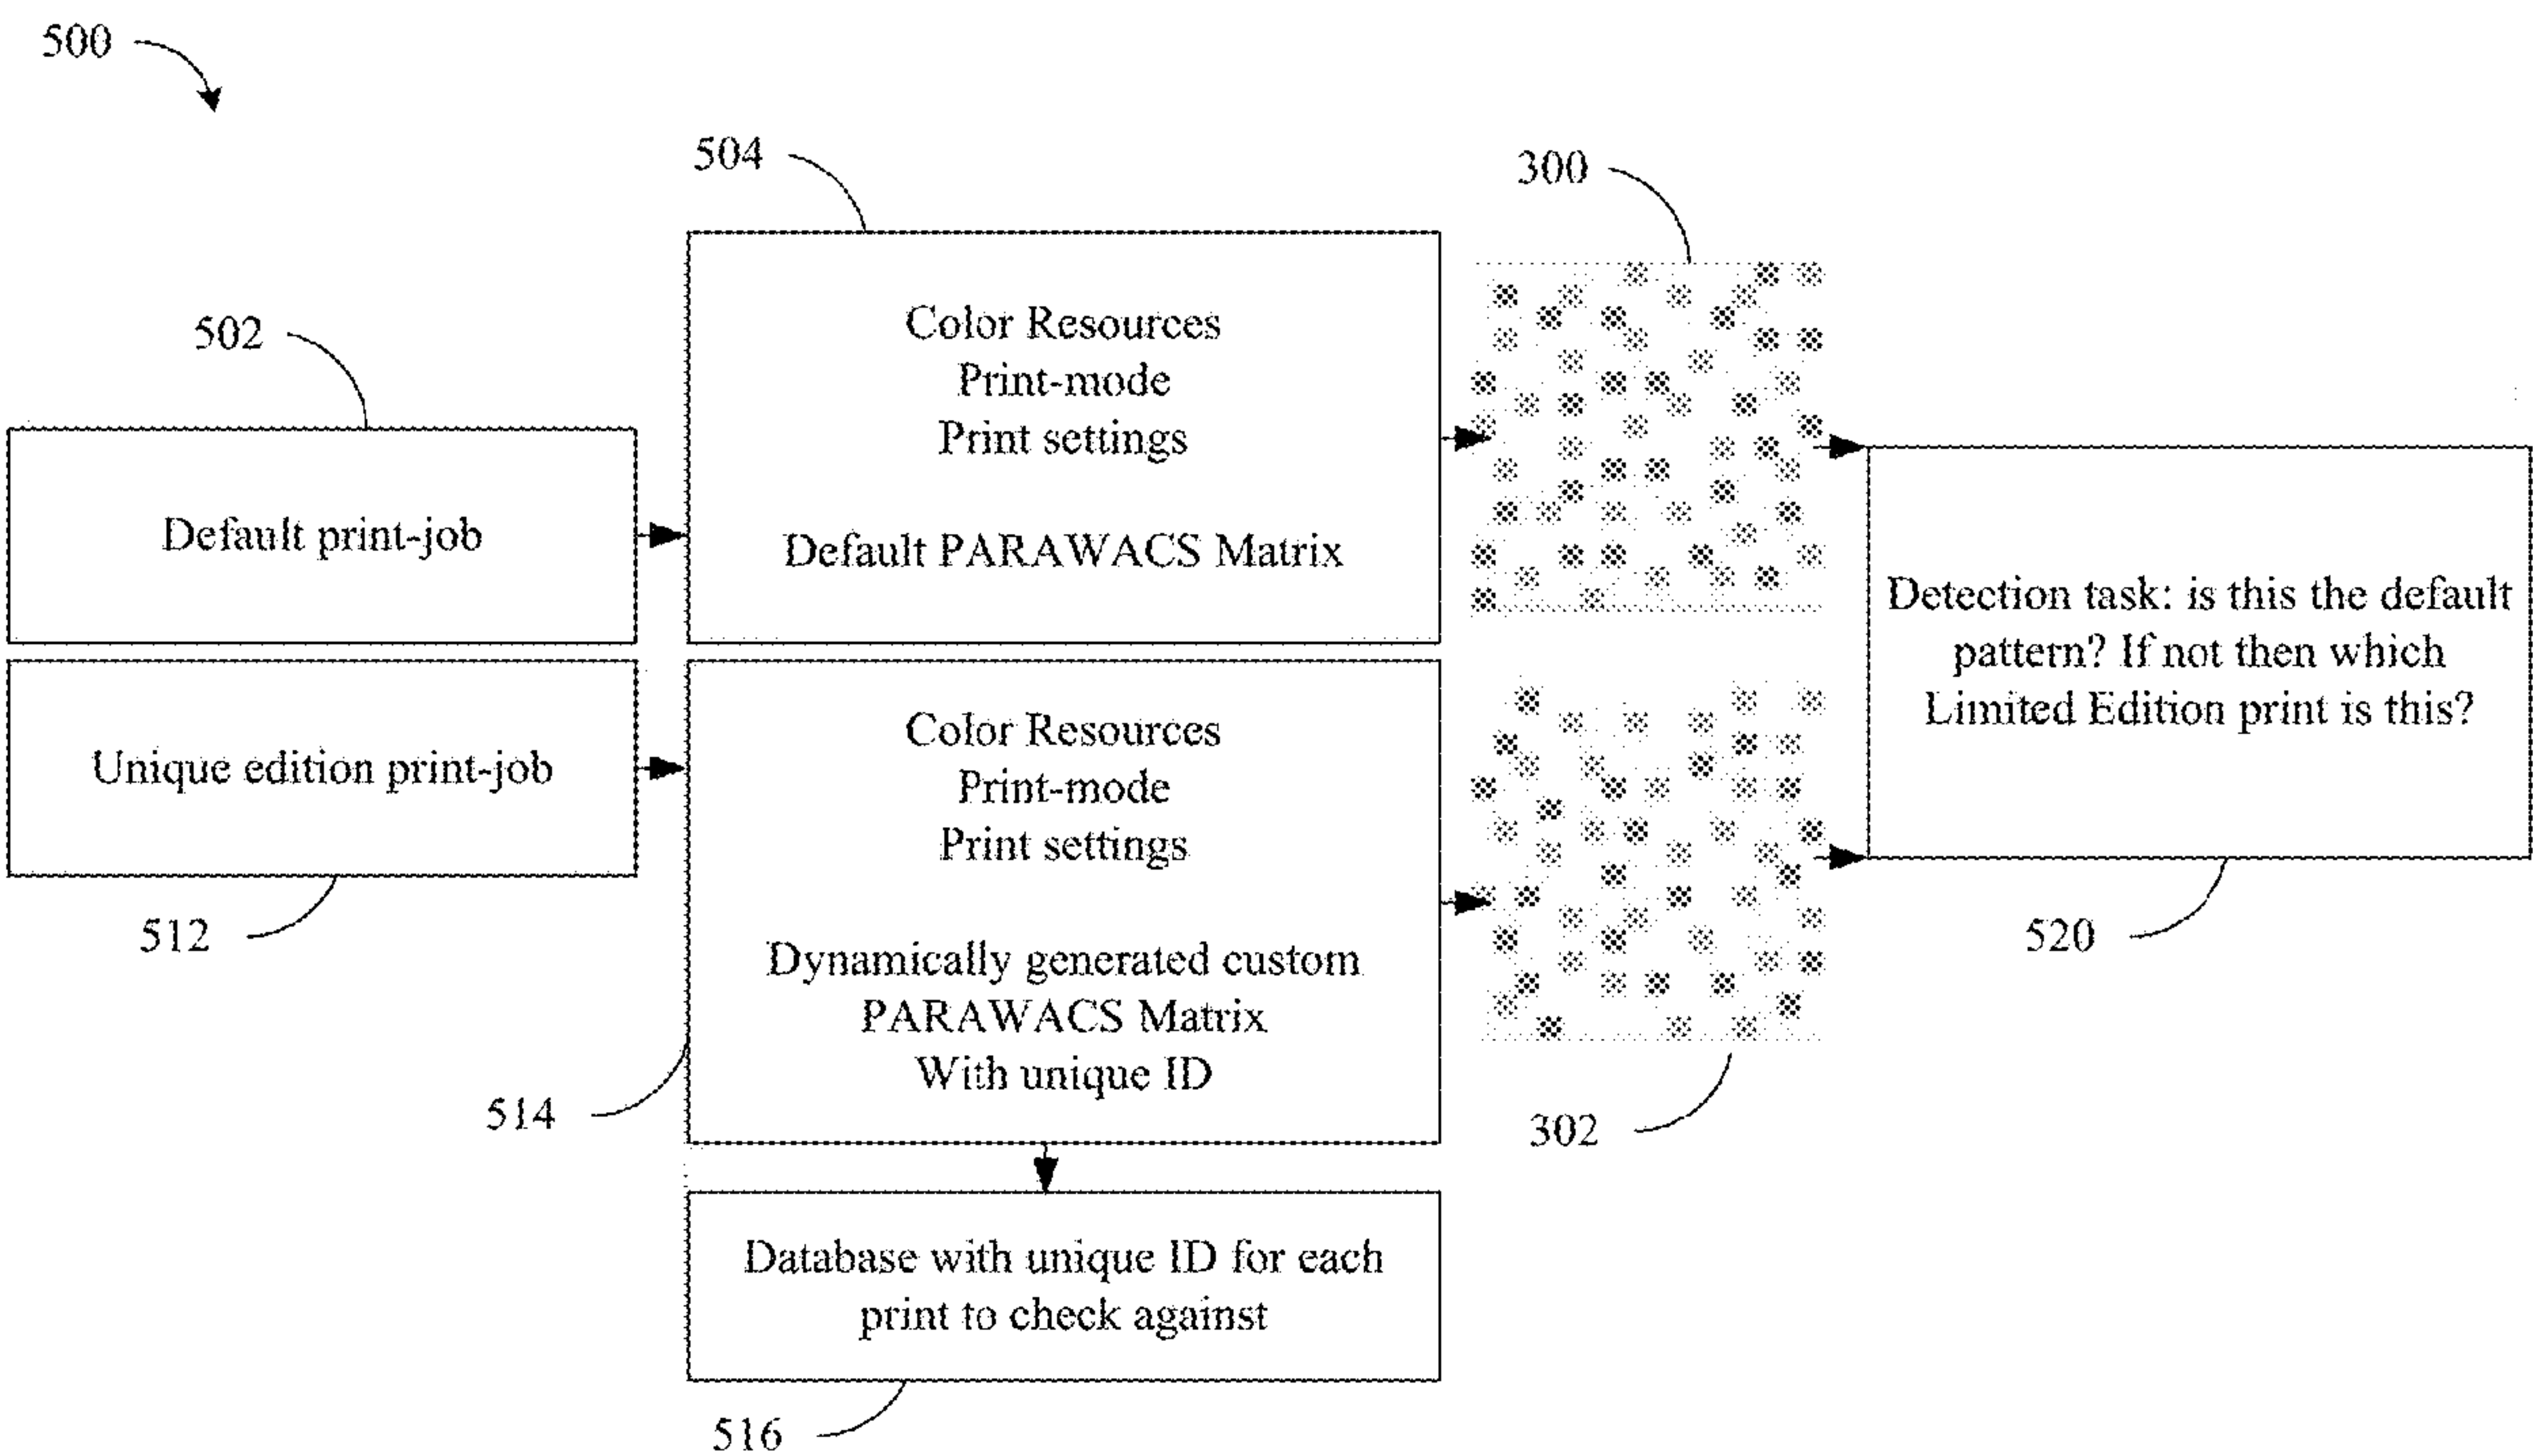 500
504
300
502
Color Resources
Print-mode
Print settings
Default PARAWACS Matrix
Default print-job
Detection task: is this the default
pattern? If not then which
Limited Edition print is this?
Unique edition print-job
Color Resources
Print-mode
Print settings
Dynamically generated custom
PARAWACS Matrix
With unique ID
512
520
514
302
Database with unique ID for each
print to check against
516